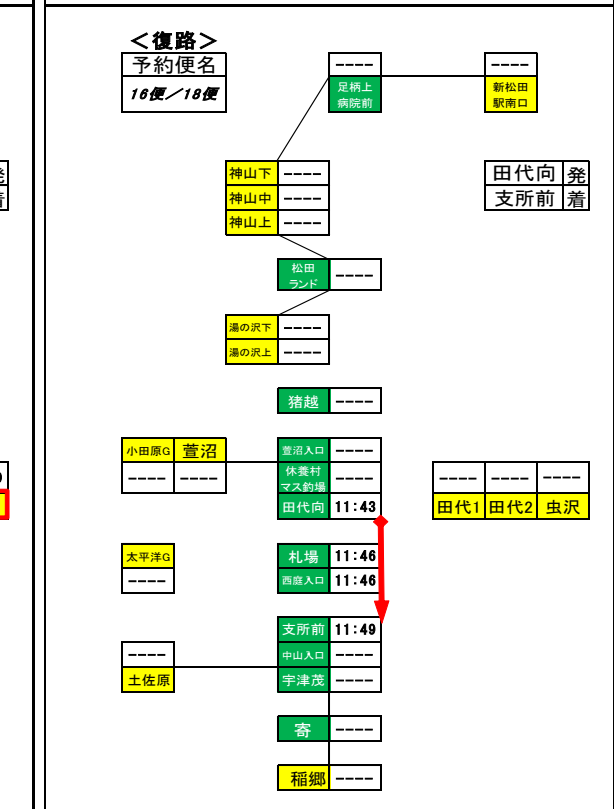 ＜復路＞
予約便名
16便／18便
----
----
足柄上
病院前
新松田
駅南口
神山下 ----
神山中 ----
神山上 ----
田代向 発
支所前 着
松田
ランド
----
湯の沢下 ----
湯の沢上 ----
猪越 ----
小田原G 萱沼
萱沼入口 ----
---- ----
休養村
マス釣場
----
---- ---- ----
田代向 11:43
田代1 田代2 虫沢
太平洋G
札場 11:46
----
西庭入口 11:46
支所前 11:49
----
中山入口 ----
土佐原
宇津茂 ----
寄 ----
稲郷 ----